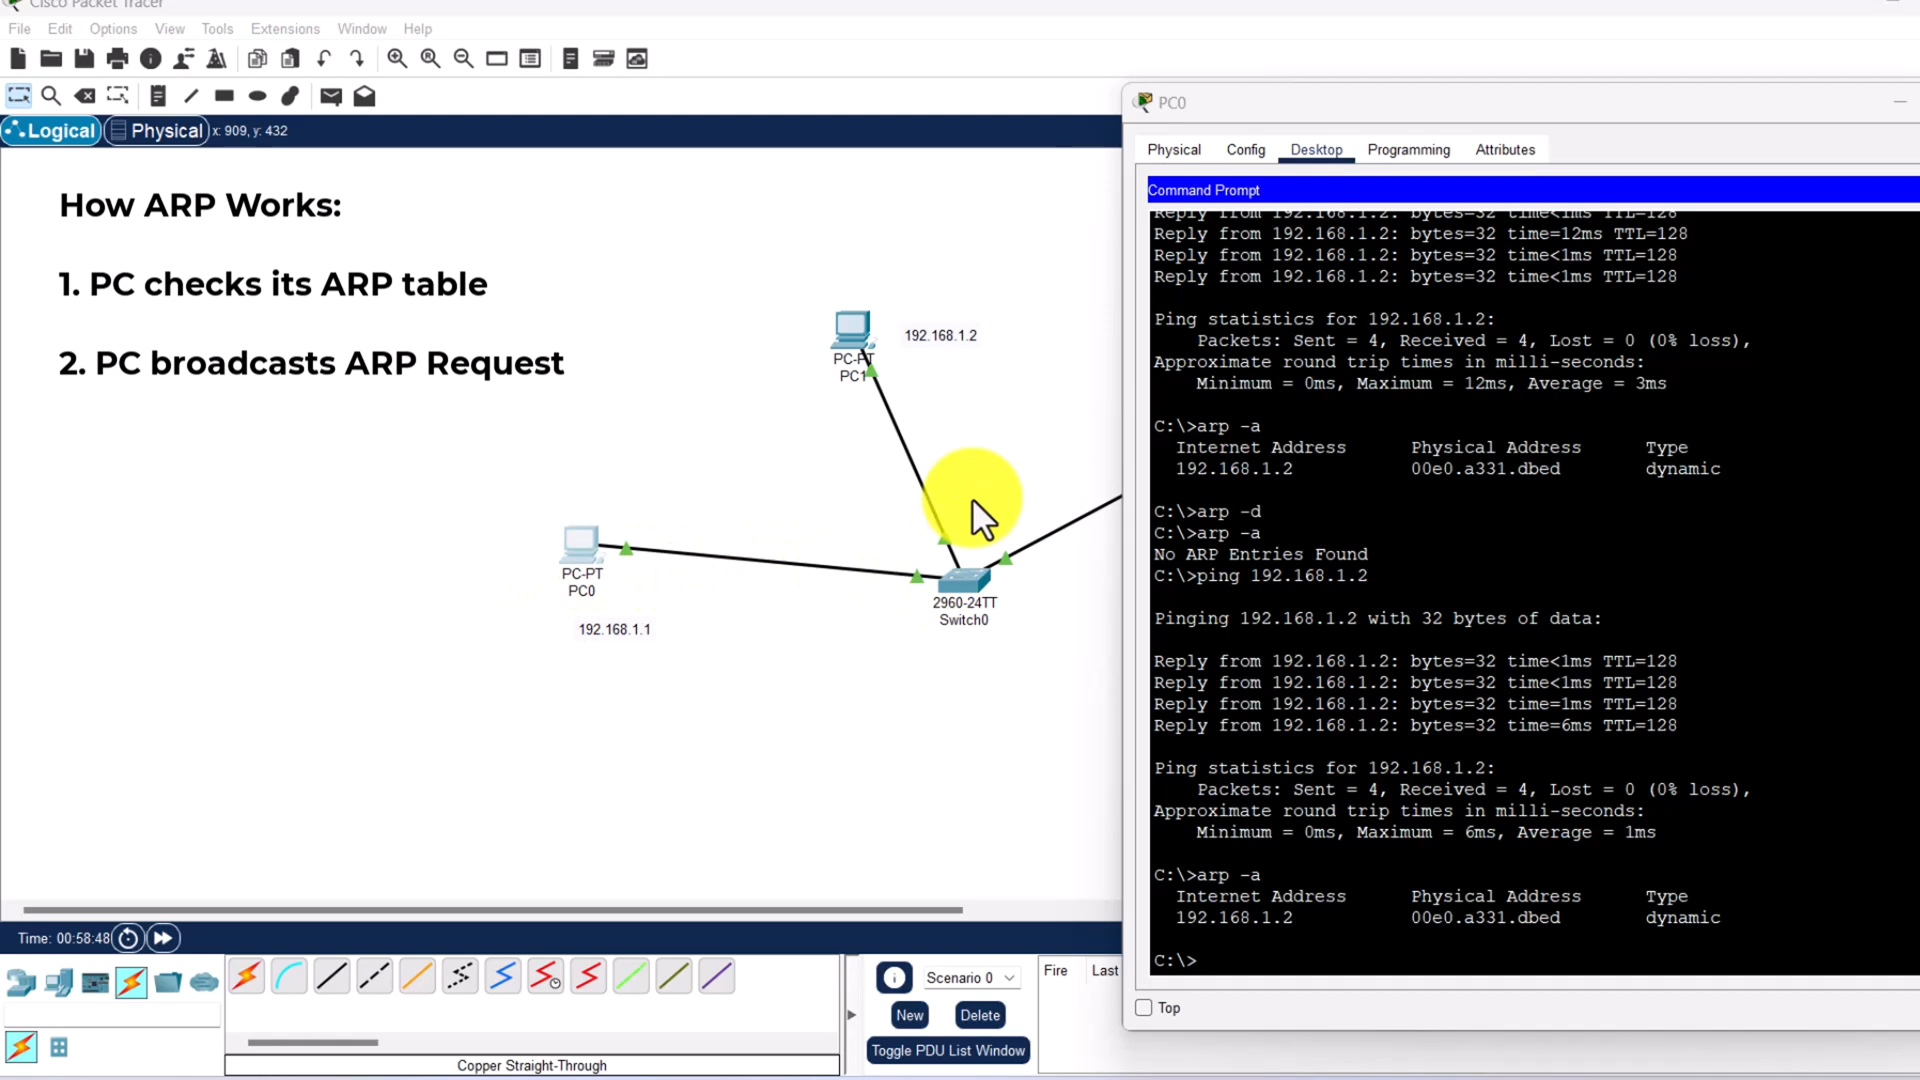 Cisco Packet Tracer
File Edit Options View Tools Extensions Window Help
Logical Physical x: 909, y: 432
How ARP Works:
1. PC checks its ARP table
2. PC broadcasts ARP Request
192.168.1.2
PC-PT
PC1
PC-PT
PC0
192.168.1.1
2960-24TT
Switch0
Time: 00:58:48
Scenario 0
Fire Last
New Delete
Toggle PDU List Window
Copper Straight-Through
PC0
Physical Config Desktop Programming Attributes
Command Prompt
Reply from 192.168.1.2: bytes=32 time<1ms TTL=128
Reply from 192.168.1.2: bytes=32 time=12ms TTL=128
Reply from 192.168.1.2: bytes=32 time<1ms TTL=128
Reply from 192.168.1.2: bytes=32 time<1ms TTL=128
Ping statistics for 192.168.1.2:
Packets: Sent = 4, Received = 4, Lost = 0 (0% loss),
Approximate round trip times in milli-seconds:
Minimum = 0ms, Maximum = 12ms, Average = 3ms
C:\>arp -a
Internet Address Physical Address Type
192.168.1.2 00e0.a331.dbed dynamic
C:\>arp -d
C:\>arp -a
No ARP Entries Found
C:\>ping 192.168.1.2
Pinging 192.168.1.2 with 32 bytes of data:
Reply from 192.168.1.2: bytes=32 time<1ms TTL=128
Reply from 192.168.1.2: bytes=32 time<1ms TTL=128
Reply from 192.168.1.2: bytes=32 time=1ms TTL=128
Reply from 192.168.1.2: bytes=32 time=6ms TTL=128
Ping statistics for 192.168.1.2:
Packets: Sent = 4, Received = 4, Lost = 0 (0% loss),
Approximate round trip times in milli-seconds:
Minimum = 0ms, Maximum = 6ms, Average = 1ms
C:\>arp -a
Internet Address Physical Address Type
192.168.1.2 00e0.a331.dbed dynamic
C:\>
Top